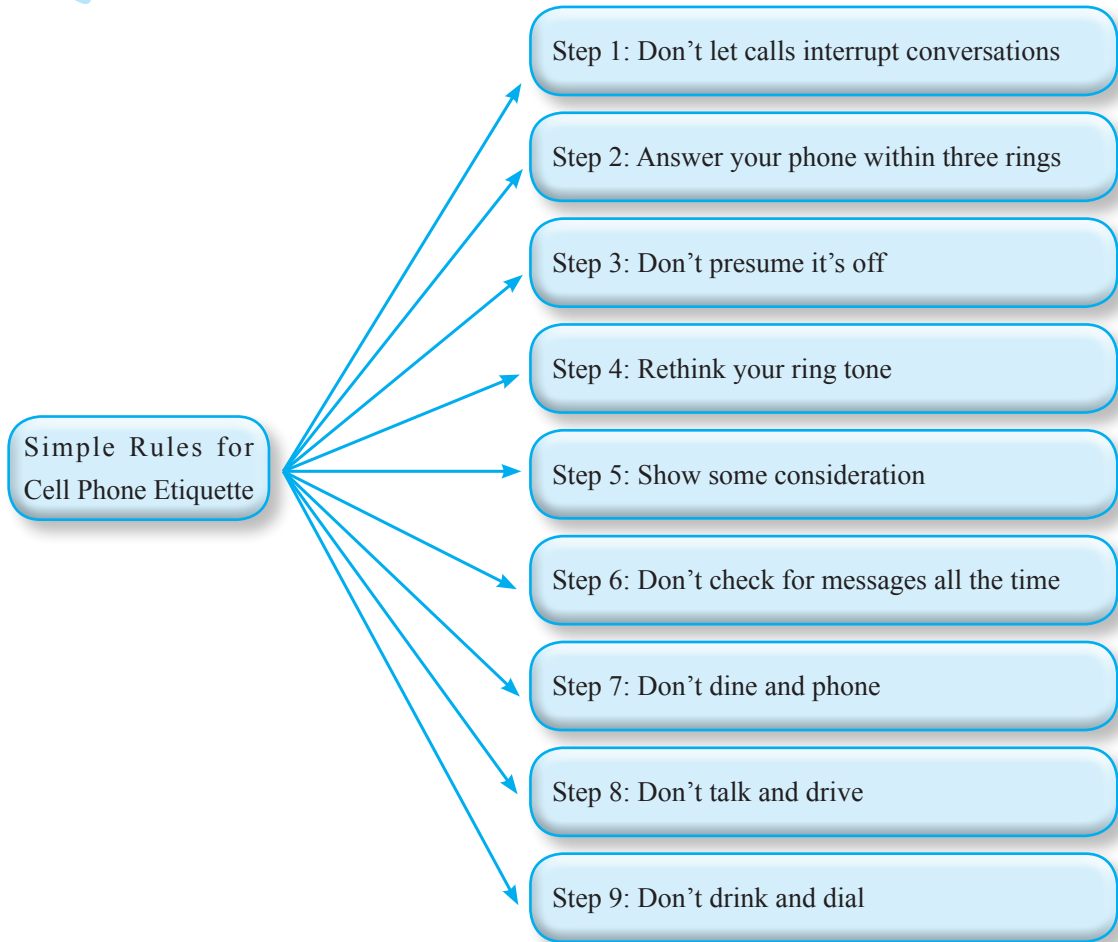 Simple Rules for
Cell Phone Etiquette
Step 1: Don’t let calls interrupt conversations
Step 2: Answer your phone within three rings
Step 3: Don’t presume it’s off
Step 4: Rethink your ring tone
Step 5: Show some consideration
Step 6: Don’t check for messages all the time
Step 7: Don’t dine and phone
Step 8: Don’t talk and drive
Step 9: Don’t drink and dial